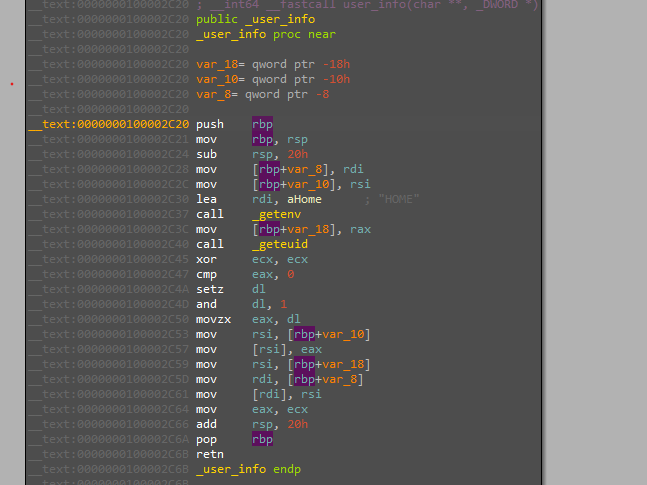 __text:0000000100002C20 ; __int64 __fastcall user_info(char **, _DWORD *)
__text:0000000100002C20 public _user_info
__text:0000000100002C20 _user_info proc near
__text:0000000100002C20
__text:0000000100002C20 var_18= qword ptr -18h
__text:0000000100002C20 var_10= qword ptr -10h
__text:0000000100002C20 var_8= qword ptr -8
__text:0000000100002C20
__text:0000000100002C20 push rbp
__text:0000000100002C21 mov rbp, rsp
__text:0000000100002C24 sub rsp, 20h
__text:0000000100002C28 mov [rbp+var_8], rdi
__text:0000000100002C2C mov [rbp+var_10], rsi
__text:0000000100002C30 lea rdi, aHome ; "HOME"
__text:0000000100002C37 call _getenv
__text:0000000100002C3C mov [rbp+var_18], rax
__text:0000000100002C40 call _geteuid
__text:0000000100002C45 xor ecx, ecx
__text:0000000100002C47 cmp eax, 0
__text:0000000100002C4A setz dl
__text:0000000100002C4D and dl, 1
__text:0000000100002C50 movzx eax, dl
__text:0000000100002C53 mov rsi, [rbp+var_10]
__text:0000000100002C57 mov [rsi], eax
__text:0000000100002C59 mov rsi, [rbp+var_18]
__text:0000000100002C5D mov rdi, [rbp+var_8]
__text:0000000100002C61 mov [rdi], rsi
__text:0000000100002C64 mov eax, ecx
__text:0000000100002C66 add rsp, 20h
__text:0000000100002C6A pop rbp
__text:0000000100002C6B retn
__text:0000000100002C6B _user_info endp
__text:0000000100002C6B